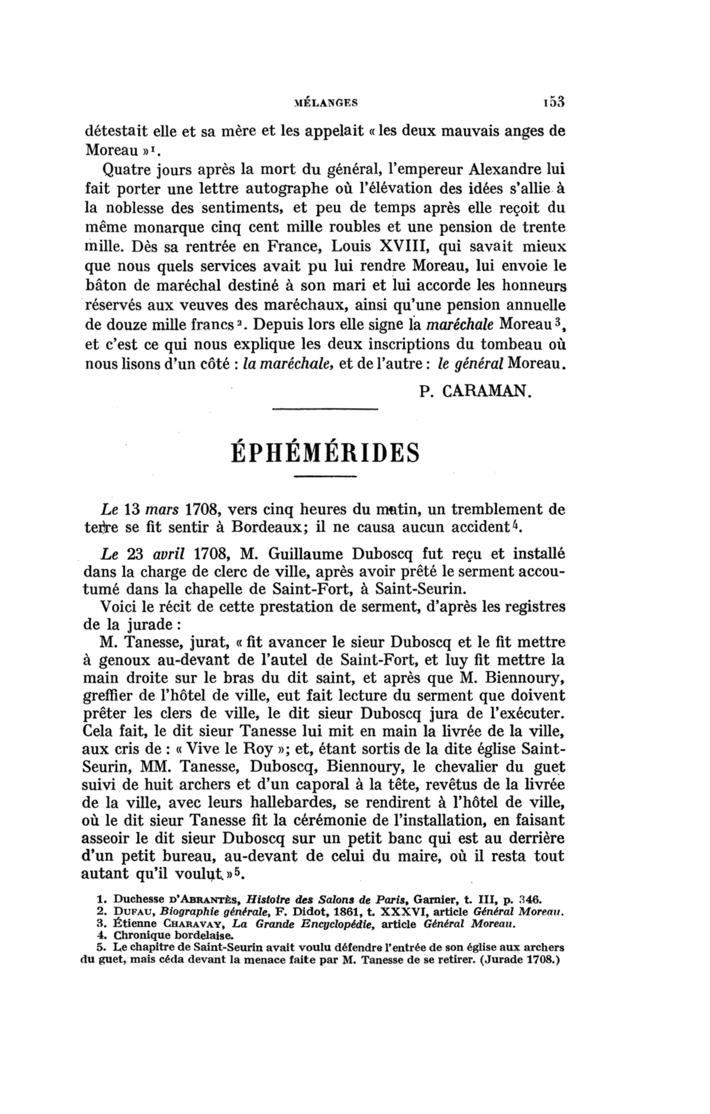 MÉLANGES 153
détestait elle et sa mère et les appelait « les deux mauvais anges de
Moreau »¹.
Quatre jours après la mort du général, l'empereur Alexandre lui
fait porter une lettre autographe où l'élévation des idées s'allie à
la noblesse des sentiments, et peu de temps après elle reçoit du
même monarque cinq cent mille roubles et une pension de trente
mille. Dès sa rentrée en France, Louis XVIII, qui savait mieux
que nous quels services avait pu lui rendre Moreau, lui envoie le
bâton de maréchal destiné à son mari et lui accorde les honneurs
réservés aux veuves des maréchaux, ainsi qu'une pension annuelle
de douze mille francs². Depuis lors elle signe la maréchale Moreau³,
et c'est ce qui nous explique les deux inscriptions du tombeau où
nous lisons d'un côté : la maréchale, et de l'autre : le général Moreau.
P. CARAMAN.
ÉPHÉMÉRIDES
Le 13 mars 1708, vers cinq heures du matin, un tremblement de
terre se fit sentir à Bordeaux; il ne causa aucun accident⁴.
Le 23 avril 1708, M. Guillaume Duboscq fut reçu et installé
dans la charge de clerc de ville, après avoir prêté le serment accou-
tumé dans la chapelle de Saint-Fort, à Saint-Seurin.
Voici le récit de cette prestation de serment, d'après les registres
de la jurade :
M. Tanesse, jurat, « fit avancer le sieur Duboscq et le fit mettre
à genoux au-devant de l'autel de Saint-Fort, et luy fit mettre la
main droite sur le bras du dit saint, et après que M. Biennoury,
greffier de l'hôtel de ville, eut fait lecture du serment que doivent
prêter les clers de ville, le dit sieur Duboscq jura de l'exécuter.
Cela fait, le dit sieur Tanesse lui mit en main la livrée de la ville,
aux cris de : « Vive le Roy »; et, étant sortis de la dite église Saint-
Seurin, MM. Tanesse, Duboscq, Biennoury, le chevalier du guet
suivi de huit archers et d'un caporal à la tête, revêtus de la livrée
de la ville, avec leurs hallebardes, se rendirent à l'hôtel de ville,
où le dit sieur Tanesse fit la cérémonie de l'installation, en faisant
asseoir le dit sieur Duboscq sur un petit banc qui est au derrière
d'un petit bureau, au-devant de celui du maire, où il resta tout
autant qu'il voulut. »⁵.
1. Duchesse D'ABRANTÈS, Histoire des Salons de Paris, Garnier, t. III, p. 346.
2. DUFAU, Biographie générale, F. Didot, 1861, t. XXXVI, article Général Moreau.
3. Étienne CHARAVAY, La Grande Encyclopédie, article Général Moreau.
4. Chronique bordelaise.
5. Le chapitre de Saint-Seurin avait voulu défendre l'entrée de son église aux archers
du guet, mais céda devant la menace faite par M. Tanesse de se retirer. (Jurade 1708.)